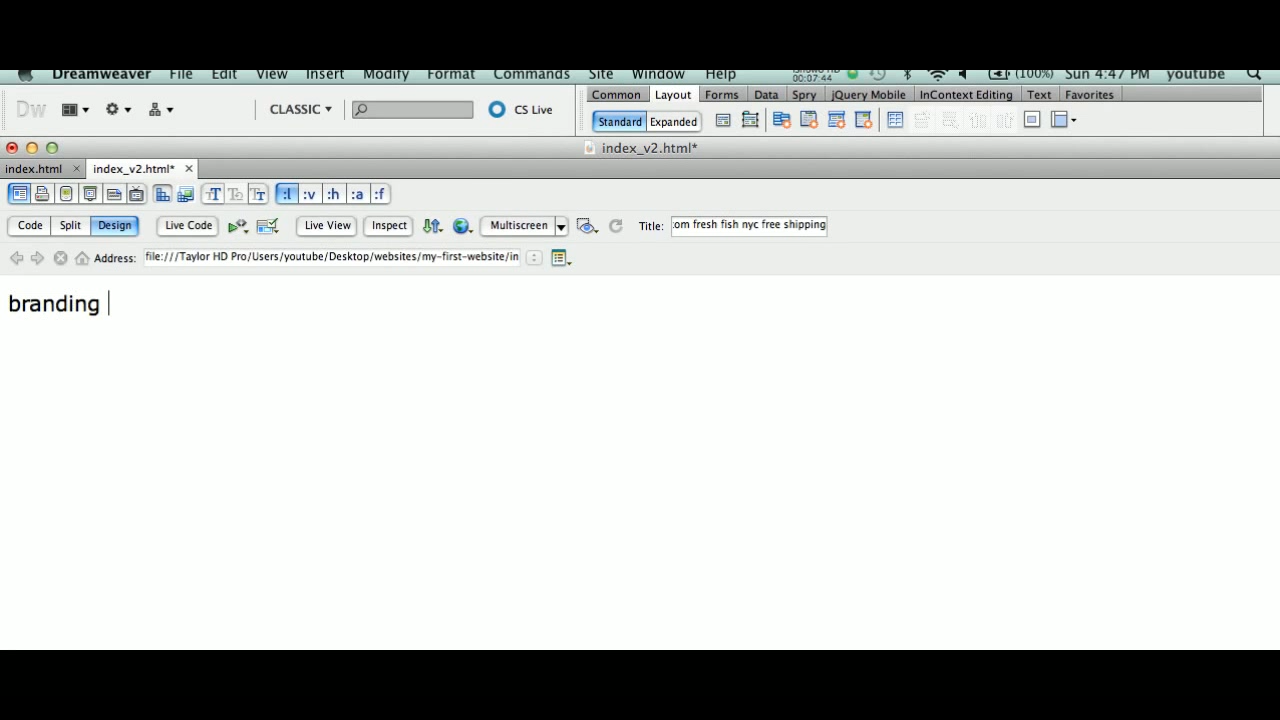 Dreamweaver File Edit View Insert Modify Format Commands Site Window Help 00:07:44 (100%) Sun 4:47 PM youtube
Dw CLASSIC CS Live
Common Layout Forms Data Spry jQuery Mobile InContext Editing Text Favorites
Standard Expanded
index_v2.html*
index.html × index_v2.html* ×
:l :v :h :a :f
Code Split Design Live Code Live View Inspect Multiscreen Title: om fresh fish nyc free shipping
Address: file:///Taylor HD Pro/Users/youtube/Desktop/websites/my-first-website/in
branding